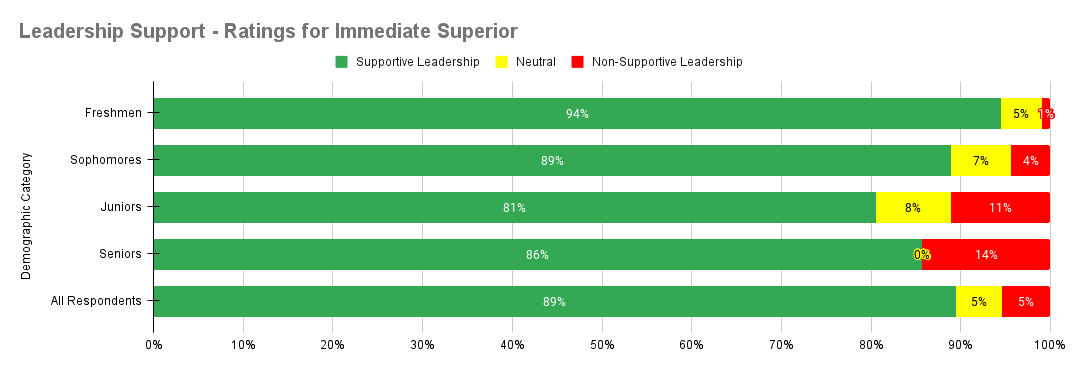 Leadership Support - Ratings for Immediate Superior
Supportive Leadership Neutral Non-Supportive Leadership
Demographic Category
Freshmen 94% 5% 1%
Sophomores 89% 7% 4%
Juniors 81% 8% 11%
Seniors 86% 0% 14%
All Respondents 89% 5% 5%
0% 10% 20% 30% 40% 50% 60% 70% 80% 90% 100%